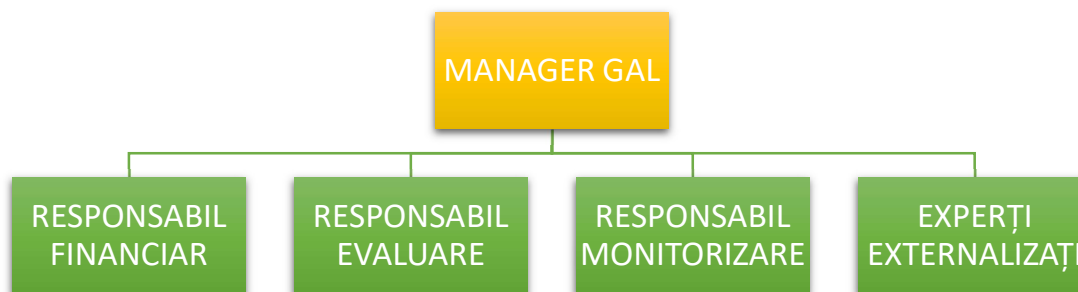 MANAGER GAL
RESPONSABIL
FINANCIAR
RESPONSABIL
EVALUARE
RESPONSABIL
MONITORIZARE
EXPERȚI
EXTERNALIZAȚI